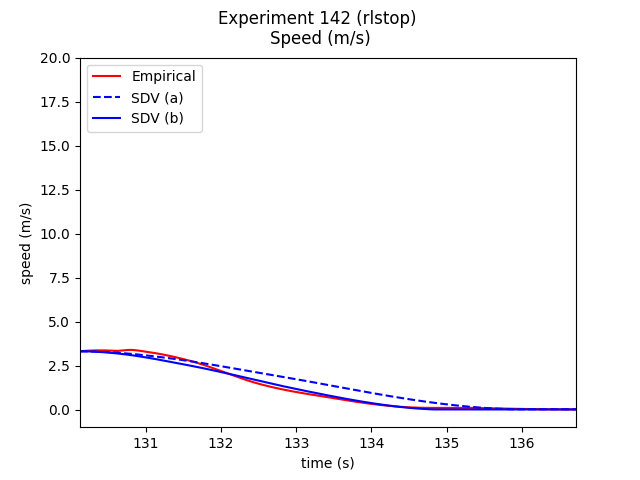 Experiment 142 (rlstop)
Speed (m/s)
20.0
17.5
15.0
12.5
10.0
7.5
5.0
2.5
0.0
speed (m/s)
Empirical
SDV (a)
SDV (b)
131
132
133
134
135
136
time (s)